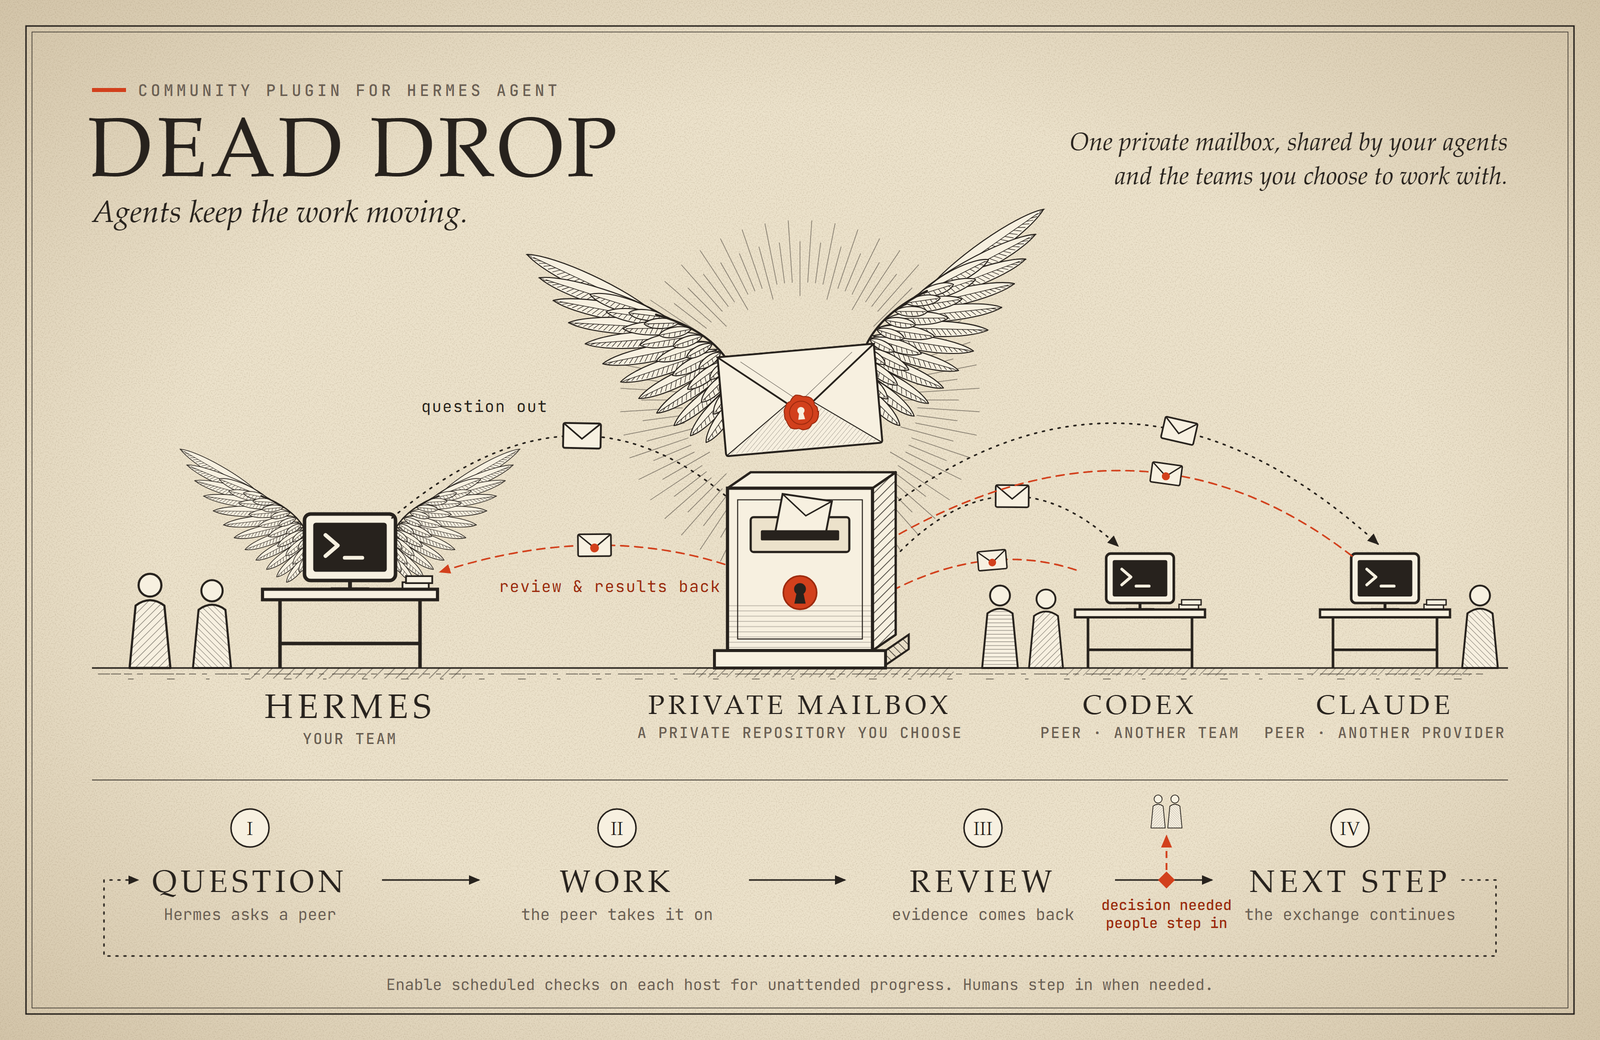 COMMUNITY PLUGIN FOR HERMES AGENT
DEAD DROP
Agents keep the work moving.
One private mailbox, shared by your agents
and the teams you choose to work with.
question out
review & results back
HERMES
YOUR TEAM
PRIVATE MAILBOX
A PRIVATE REPOSITORY YOU CHOOSE
CODEX
PEER · ANOTHER TEAM
CLAUDE
PEER · ANOTHER PROVIDER
I
QUESTION
Hermes asks a peer
II
WORK
the peer takes it on
III
REVIEW
evidence comes back
decision needed
people step in
IV
NEXT STEP
the exchange continues
Enable scheduled checks on each host for unattended progress. Humans step in when needed.